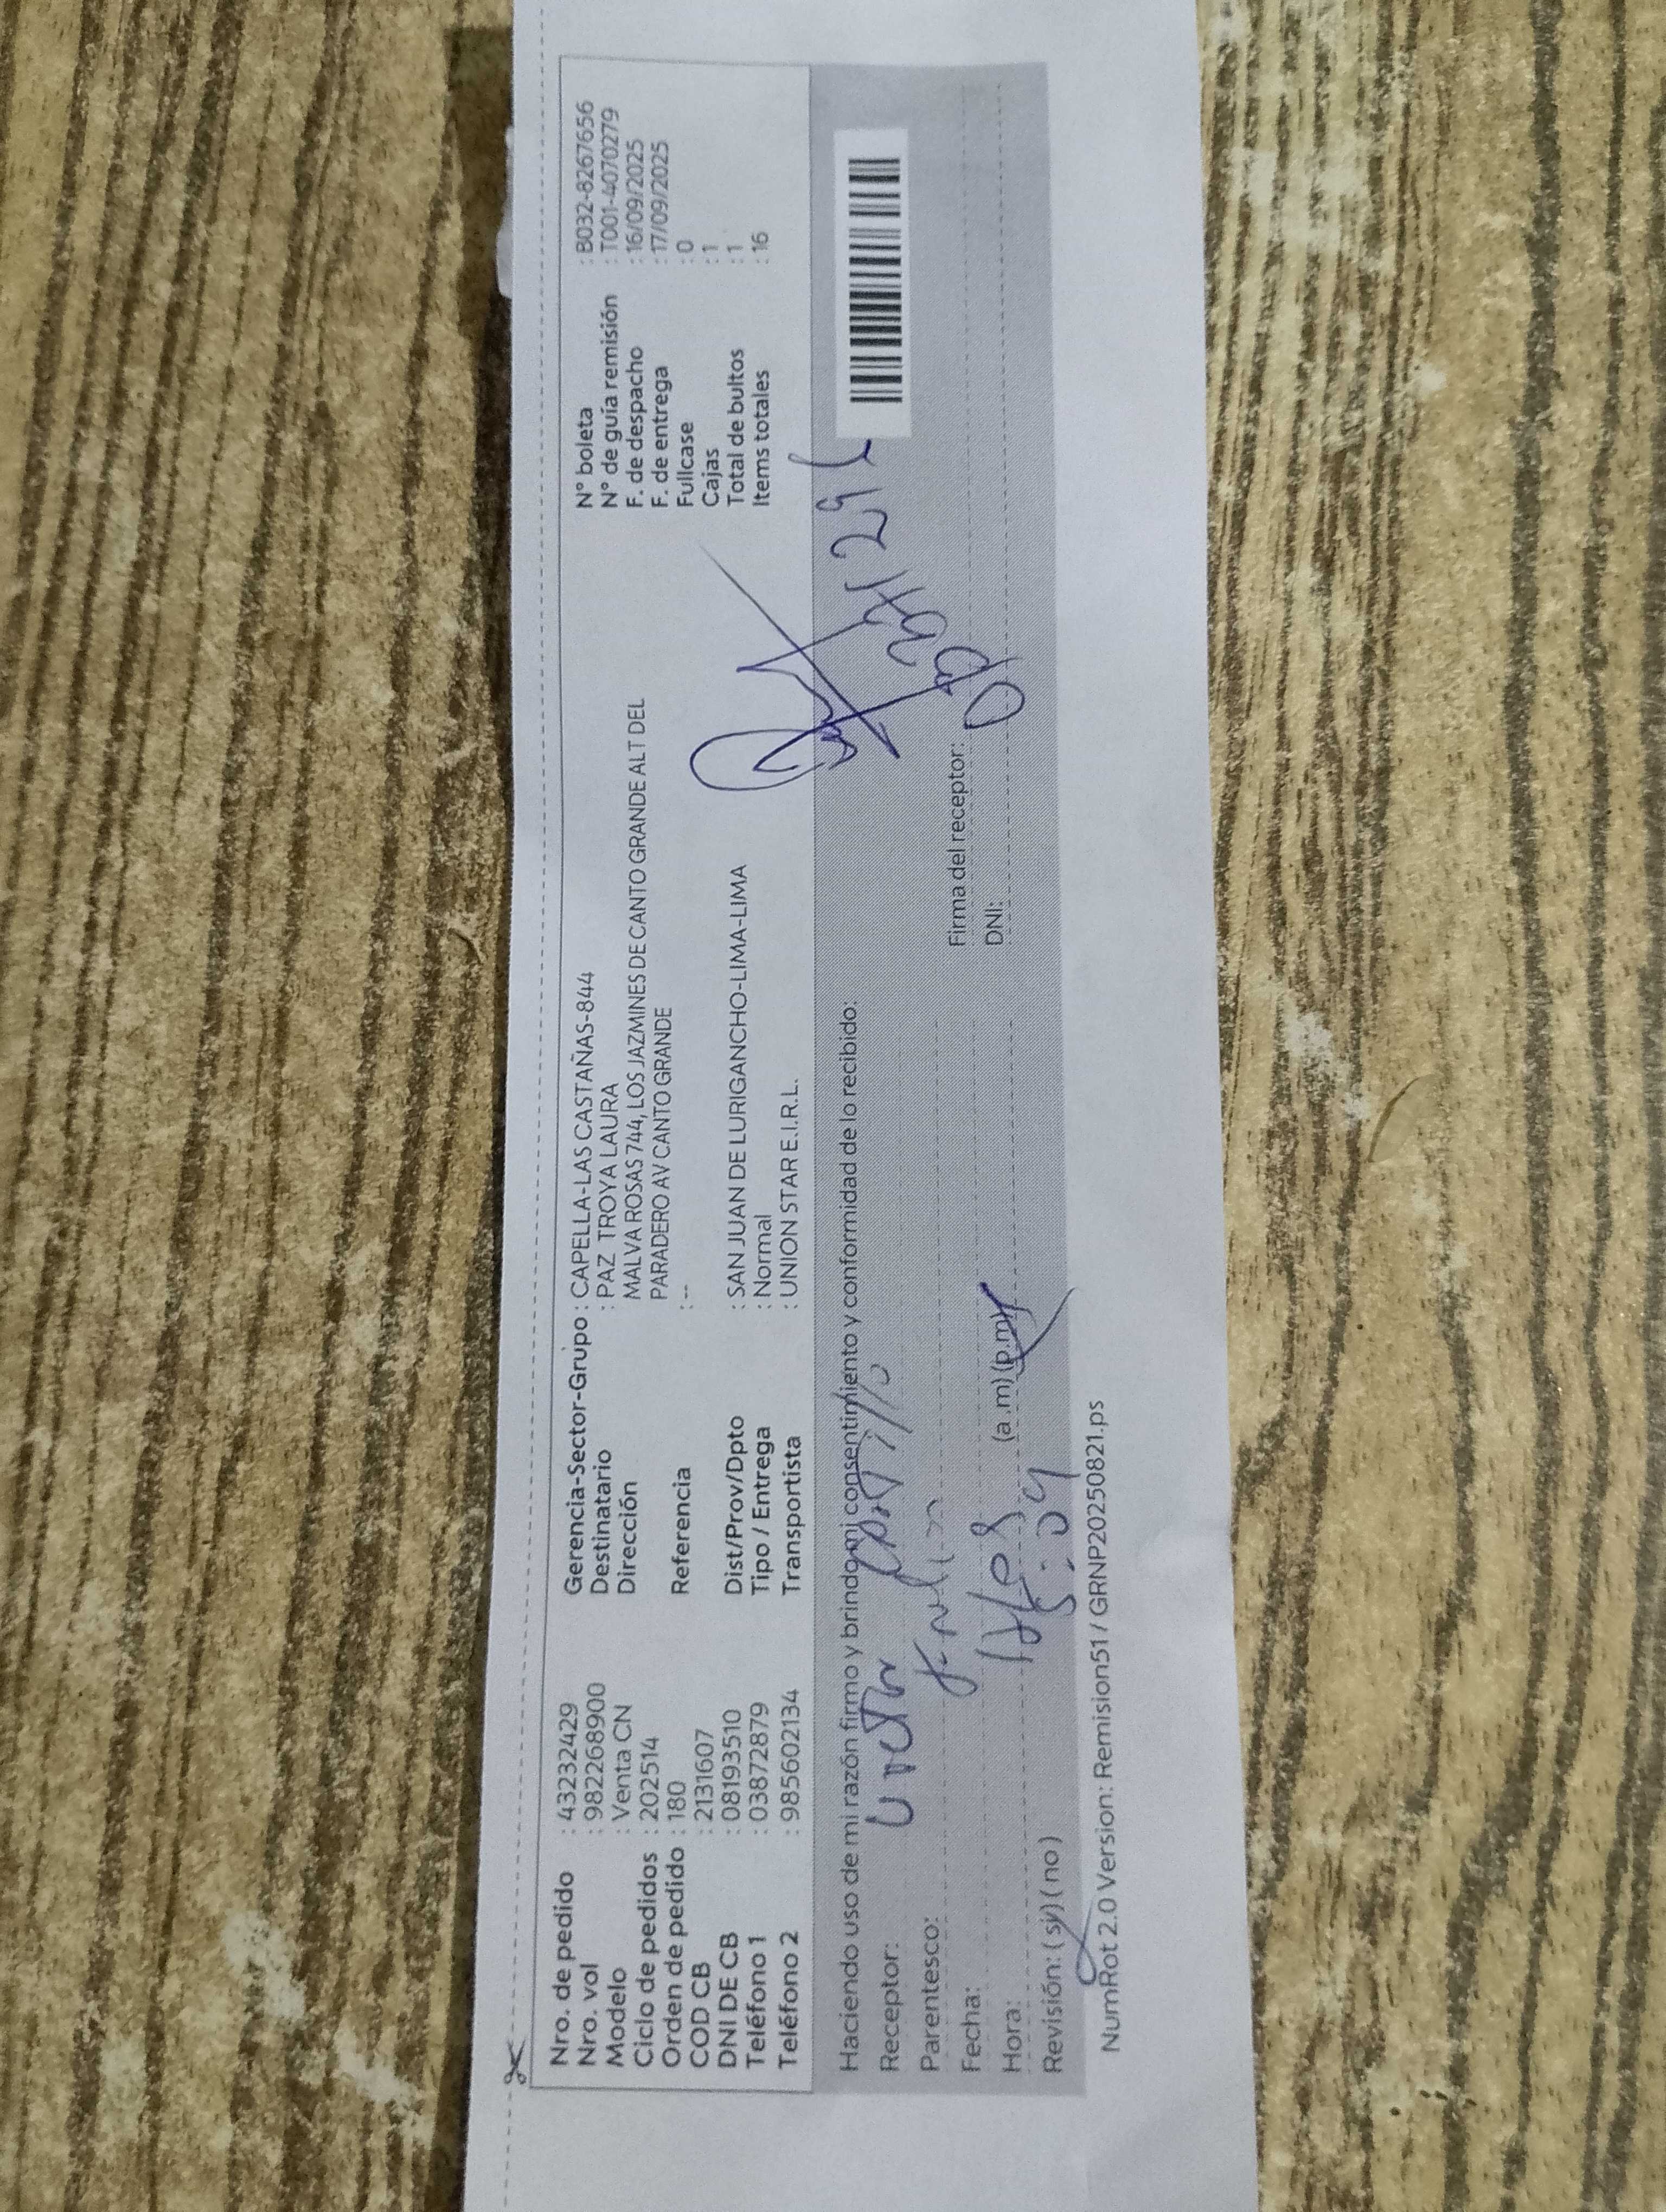 Nro. de pedido : 43232429
Nro. vol : 9822268900
Modelo : Venta CN
Ciclo de pedidos : 202514
Orden de pedido : 180
COD CB : 2131607
DNI DE CB : 08193510
Teléfono 1 : 03872879
Teléfono 2 : 985602134
Gerencia-Sector-Grupo : CAPELLA-LAS CASTAÑAS-844
Destinatario : PAZ TROYA LAURA
Dirección MALVA ROSAS 744, LOS JAZMINES DE CANTO GRANDE ALT DEL
PARADERO AV CANTO GRANDE
Referencia : --
Dist/Prov/Dpto : SAN JUAN DE LURIGANCHO-LIMA-LIMA
Tipo / Entrega : Normal
Transportista : UNION STAR E.I.R.L.
N° boleta : B032-8267656
N° de guía remisión : T001-4070279
F. de despacho : 16/09/2025
F. de entrega : 17/09/2025
Fullcase : 0
Cajas : 1
Total de bultos : 1
Items totales : 16
Haciendo uso de mi razón firmo y brindo mi consentimiento y conformidad de lo recibido:
Receptor:
Parentesco:
Fecha:
Hora: (a .m) (p.m)
Revisión: ( si ) ( no )
Firma del receptor:
DNI:
NumRot 2.0 Version: Remision51 / GRNP20250821.ps